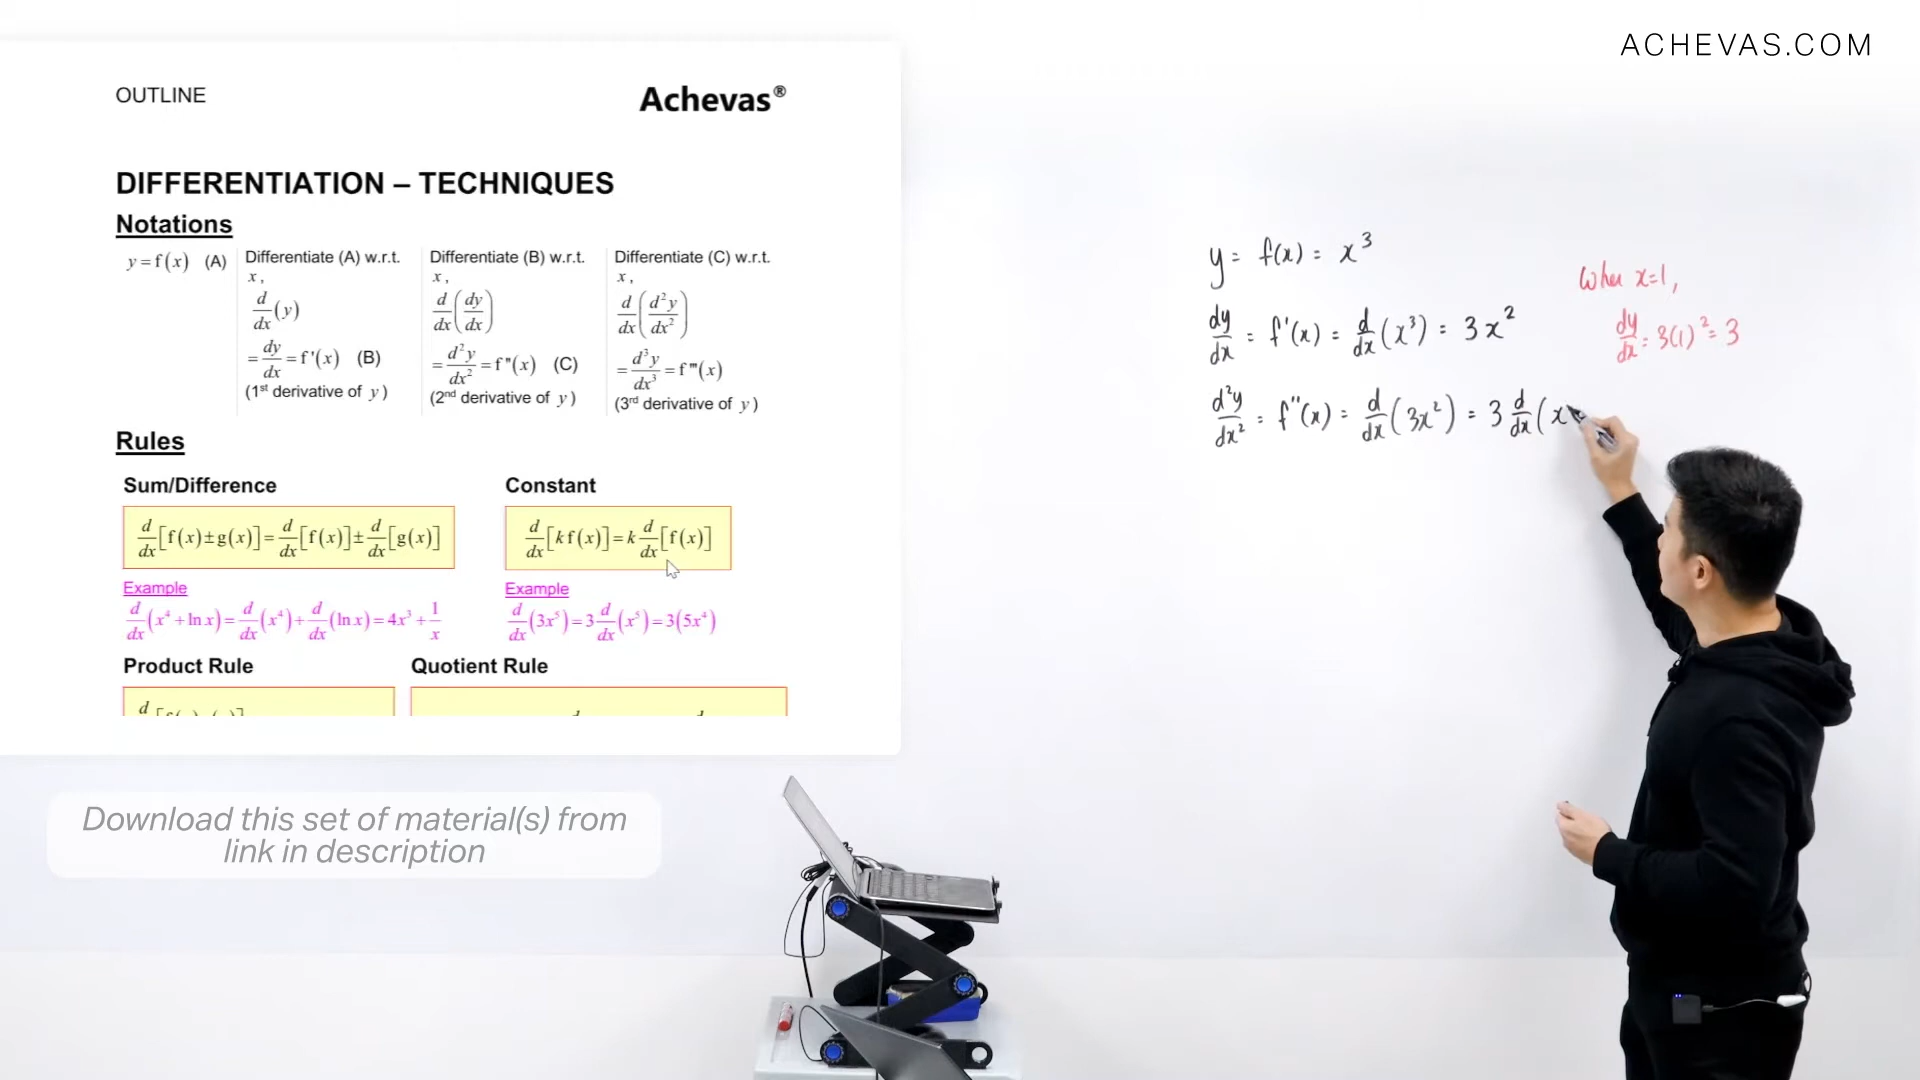 ACHEVAS.COM
OUTLINE
Achevas®
DIFFERENTIATION – TECHNIQUES
Notations
y = f(x) (A)
Differentiate (A) w.r.t.
x ,
d/dx (y)
= dy/dx = f'(x) (B)
(1st derivative of y)
Differentiate (B) w.r.t.
x ,
d/dx (dy/dx)
= d²y/dx² = f''(x) (C)
(2nd derivative of y)
Differentiate (C) w.r.t.
x ,
d/dx (d²y/dx²)
= d³y/dx³ = f'''(x)
(3rd derivative of y)
Rules
Sum/Difference
d/dx [f(x) ± g(x)] = d/dx [f(x)] ± d/dx [g(x)]
Example
d/dx (x⁴ + ln x) = d/dx (x⁴) + d/dx (ln x) = 4x³ + 1/x
Constant
d/dx [k f(x)] = k d/dx [f(x)]
Example
d/dx (3x⁵) = 3 d/dx (x⁵) = 3(5x⁴)
Product Rule
Quotient Rule
Download this set of material(s) from
link in description
y = f(x) = x³
dy/dx = f'(x) = d/dx (x³) = 3x²
d²y/dx² = f''(x) = d/dx (3x²) = 3 d/dx (x
When x=1,
dy/dx = 3(1)² = 3